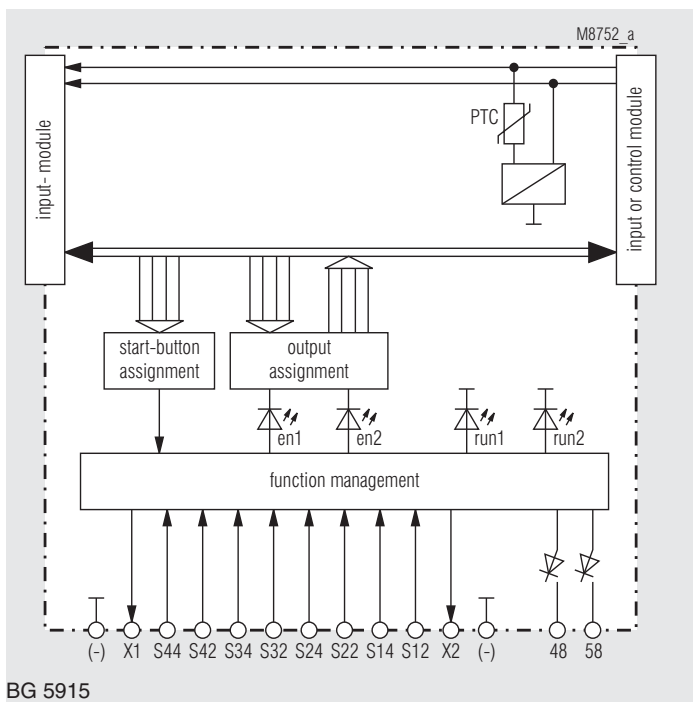 M8752_a
input- module
PTC
input or control module
start-button
assignment
output
assignment
en1
en2
run1
run2
function management
(-) X1 S44 S42 S34 S32 S24 S22 S14 S12 X2 (-) 48 58
BG 5915